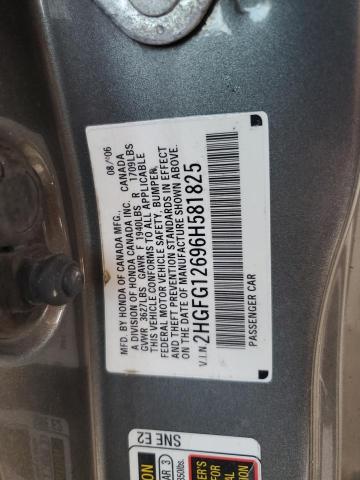 MFD. BY HONDA OF CANADA MFG., 08/06
A DIVISION OF HONDA CANADA INC. CANADA
GVWR 3627LBS GAWR F 1940LBS R 1709LBS
THIS VEHICLE CONFORMS TO ALL APPLICABLE
FEDERAL MOTOR VEHICLE SAFETY, BUMPER,
AND THEFT PREVENTION STANDARDS IN EFFECT
ON THE DATE OF MANUFACTURE SHOWN ABOVE.
V.I.N. 2HGFG12696H581825
PASSENGER CAR
SNE E2